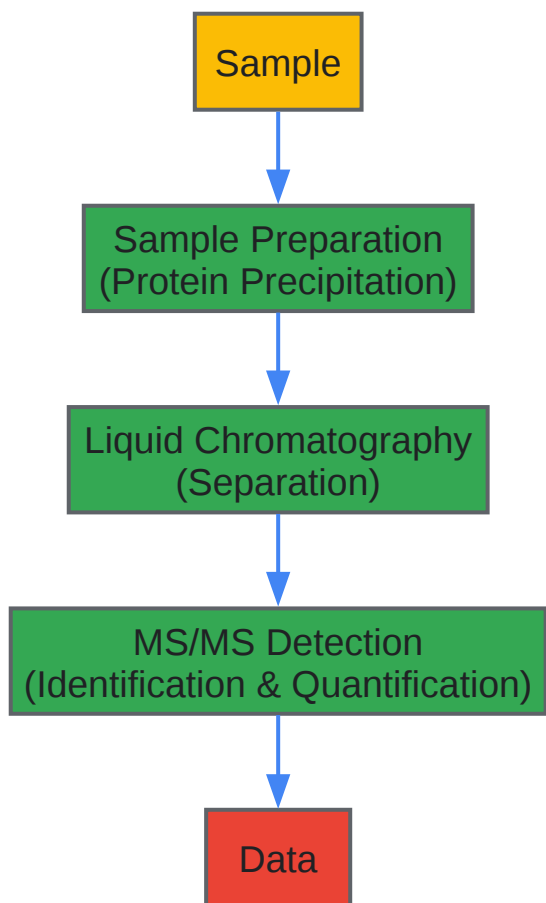 Sample
Sample Preparation
(Protein Precipitation)
Liquid Chromatography
(Separation)
MS/MS Detection
(Identification & Quantification)
Data